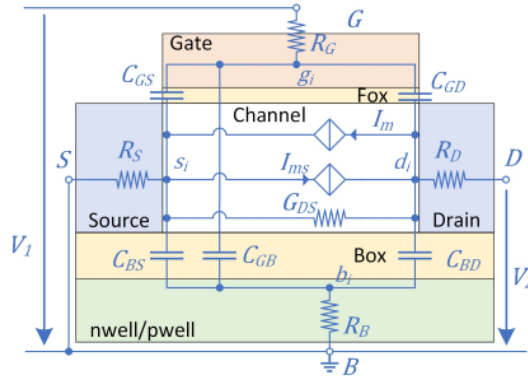 G
Gate
R_G
C_GS
g_i
C_GD
Fox
Channel
I_m
S
R_S
s_i
I_ms
d_i
R_D
D
G_DS
Source
Drain
V_1
C_BS
C_GB
Box
C_BD
b_i
nwell/pwell
R_B
B